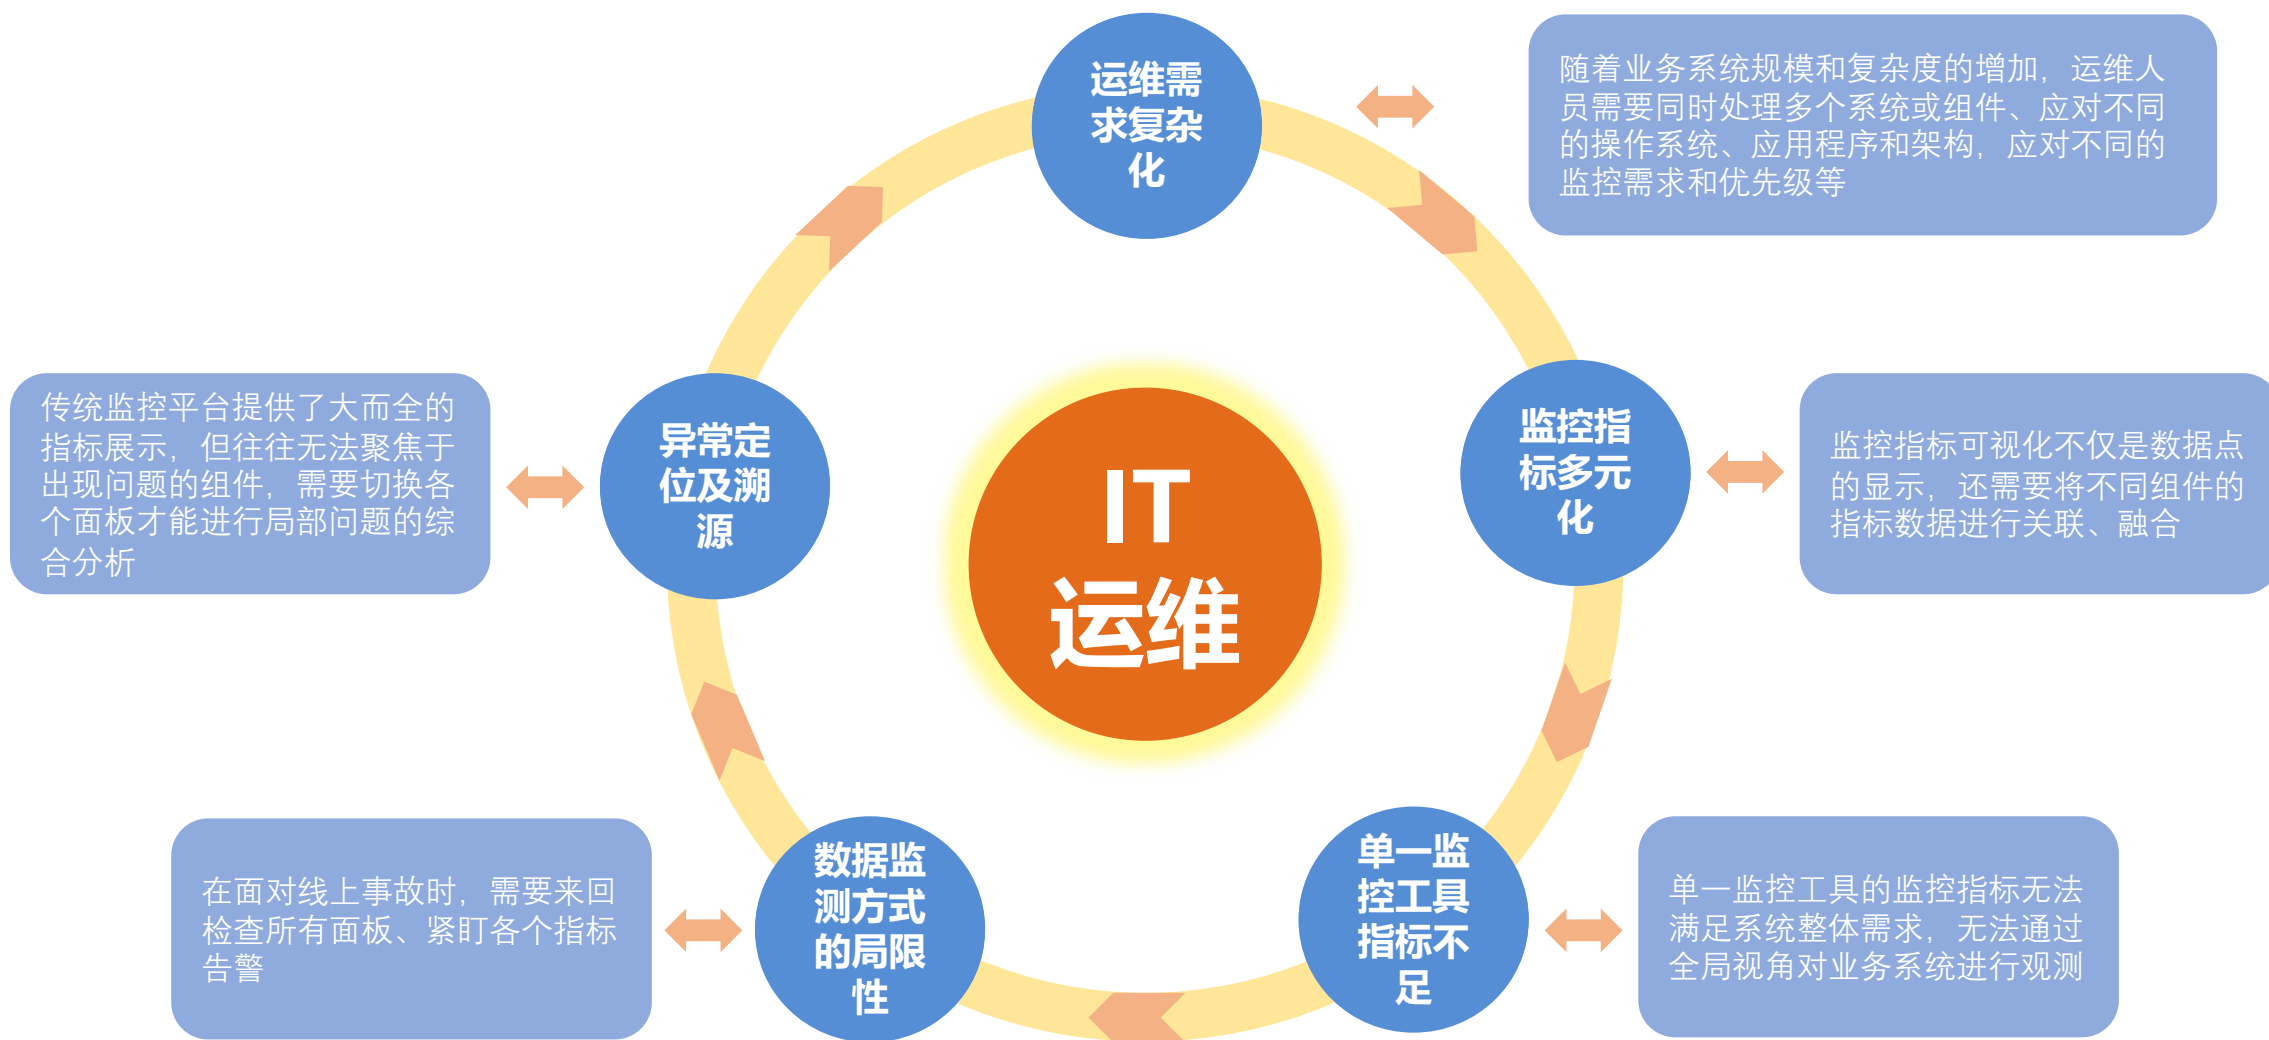 运维需
求复杂
化
随着业务系统规模和复杂度的增加，运维人
员需要同时处理多个系统或组件、应对不同
的操作系统、应用程序和架构，应对不同的
监控需求和优先级等
监控指
标多元
化
监控指标可视化不仅是数据点
的显示，还需要将不同组件的
指标数据进行关联、融合
单一监
控工具
指标不
足
单一监控工具的监控指标无法
满足系统整体需求，无法通过
全局视角对业务系统进行观测
数据监
测方式
的局限
性
在面对线上事故时，需要来回
检查所有面板、紧盯各个指标
告警
异常定
位及溯
源
传统监控平台提供了大而全的
指标展示，但往往无法聚焦于
出现问题的组件，需要切换各
个面板才能进行局部问题的综
合分析
IT
运维